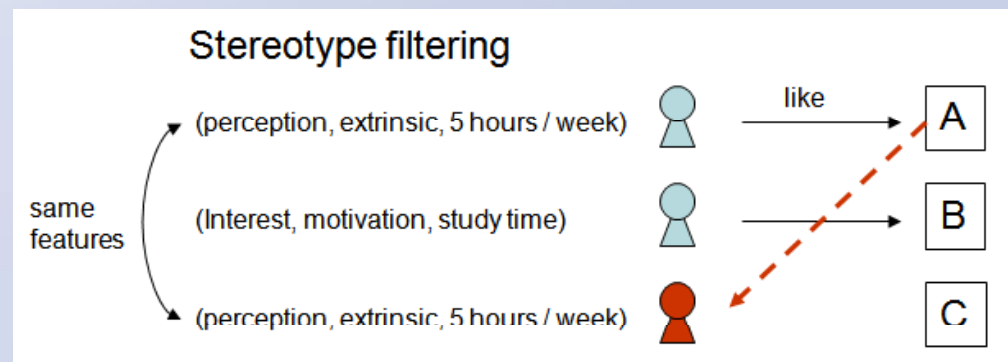 Stereotype filtering
(perception, extrinsic, 5 hours / week)
like
A
same
features
(Interest, motivation, study time)
B
(perception, extrinsic, 5 hours / week)
C